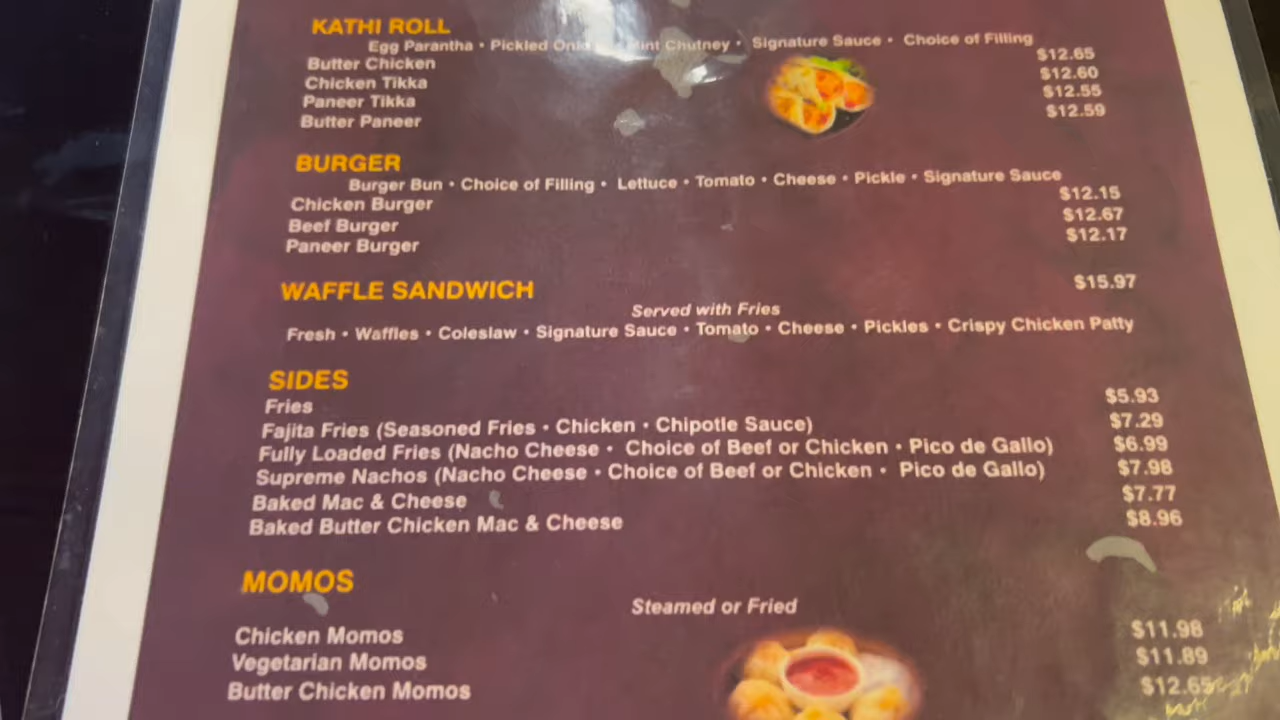 KATHI ROLL
Egg Parantha • Pickled Mint Chutney • Signature Sauce • Choice of Filling
Butter Chicken $12.65
Chicken Tikka $12.60
Paneer Tikka $12.55
Butter Paneer $12.59
BURGER
Burger Bun • Choice of Filling • Lettuce • Tomato • Cheese • Pickle • Signature Sauce
Chicken Burger $12.15
Beef Burger $12.67
Paneer Burger $12.17
WAFFLE SANDWICH $15.97
Served with Fries
Fresh • Waffles • Coleslaw • Signature Sauce • Tomato • Cheese • Pickles • Crispy Chicken Patty
SIDES
Fries $5.93
Fajita Fries (Seasoned Fries • Chicken • Chipotle Sauce) $7.29
Fully Loaded Fries (Nacho Cheese • Choice of Beef or Chicken • Pico de Gallo) $6.99
Supreme Nachos (Nacho Cheese • Choice of Beef or Chicken • Pico de Gallo) $7.98
Baked Mac & Cheese $7.77
Baked Butter Chicken Mac & Cheese $8.96
MOMOS
Steamed or Fried
Chicken Momos $11.98
Vegetarian Momos $11.89
Butter Chicken Momos $12.65